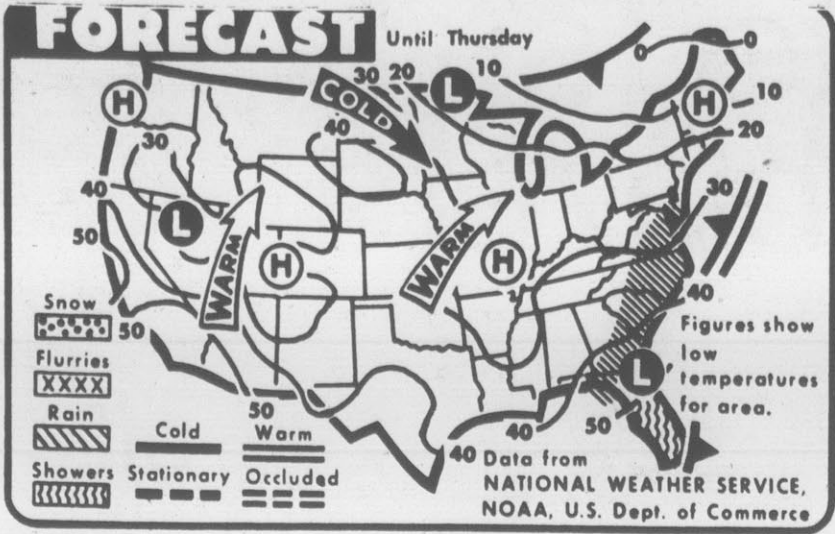 FORECAST
Until Thursday
30 20 10 0 0
COLD
L
H
H
10
30
40
20
40
30
50
L
WARM
H
WARM
H
40
50
Snow
Flurries
XXXX
Rain
Showers
50
Cold
Warm
Stationary
Occluded
40
40
50
L
Figures show
low
temperatures
for area.
Data from
NATIONAL WEATHER SERVICE,
NOAA, U.S. Dept. of Commerce